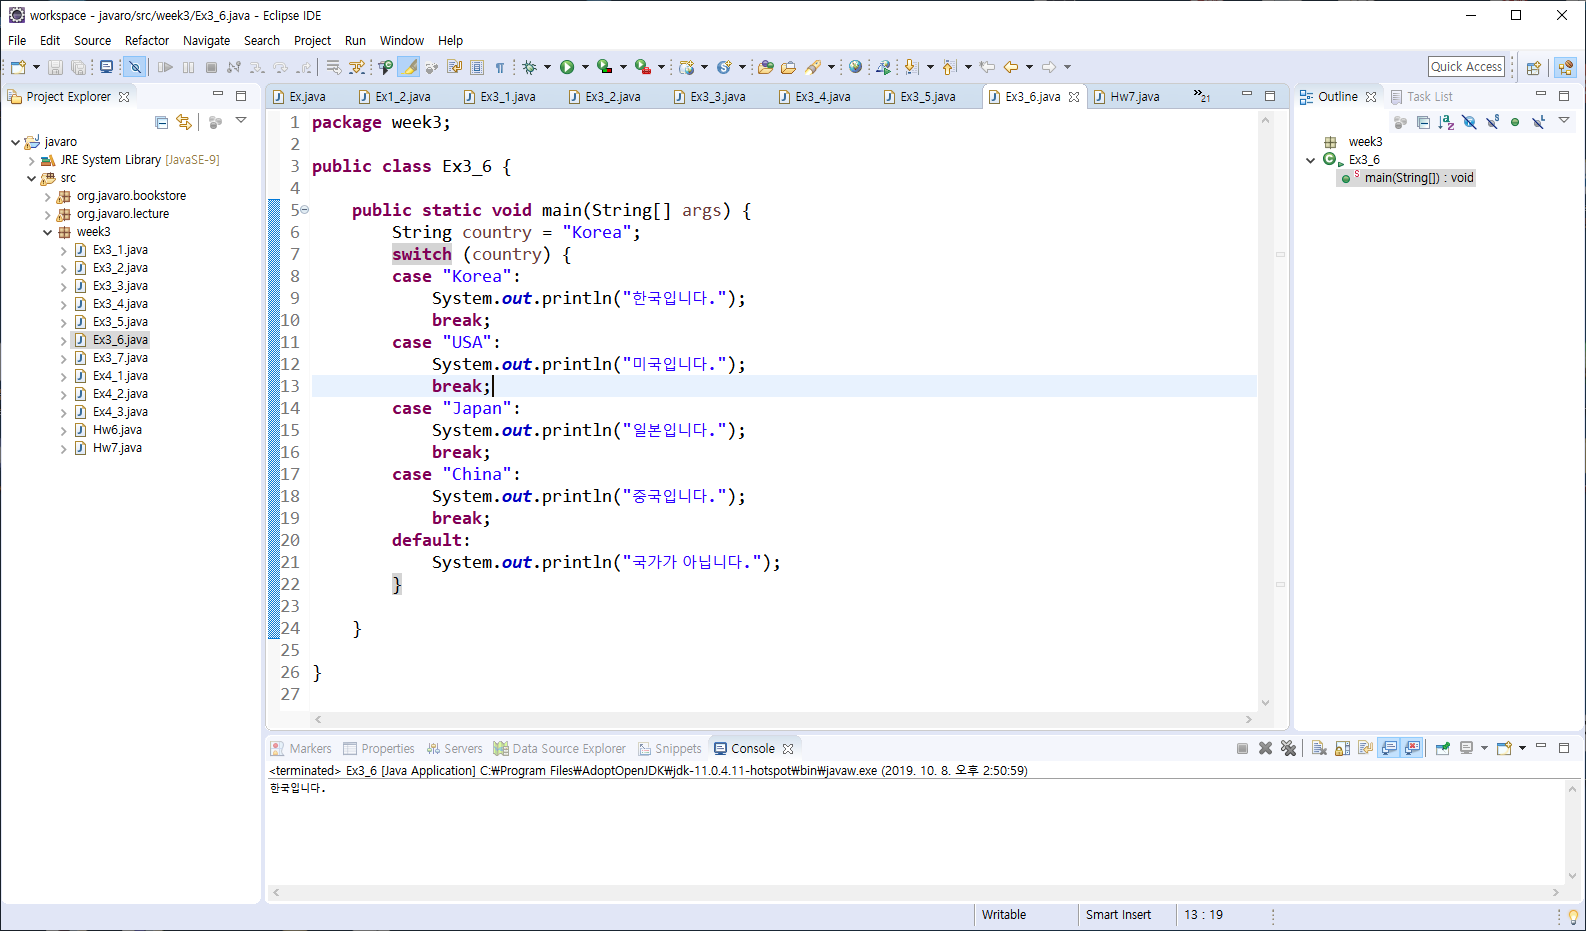 workspace - javaro/src/week3/Ex3_6.java - Eclipse IDE
File Edit Source Refactor Navigate Search Project Run Window Help
Quick Access
Project Explorer
javaro
JRE System Library [JavaSE-9]
src
org.javaro.bookstore
org.javaro.lecture
week3
Ex3_1.java
Ex3_2.java
Ex3_3.java
Ex3_4.java
Ex3_5.java
Ex3_6.java
Ex3_7.java
Ex4_1.java
Ex4_2.java
Ex4_3.java
Hw6.java
Hw7.java
Ex.java Ex1_2.java Ex3_1.java Ex3_2.java Ex3_3.java Ex3_4.java Ex3_5.java Ex3_6.java Hw7.java »21
1 package week3;
2
3 public class Ex3_6 {
4
5 public static void main(String[] args) {
6 String country = "Korea";
7 switch (country) {
8 case "Korea":
9 System.out.println("한국입니다.");
10 break;
11 case "USA":
12 System.out.println("미국입니다.");
13 break;
14 case "Japan":
15 System.out.println("일본입니다.");
16 break;
17 case "China":
18 System.out.println("중국입니다.");
19 break;
20 default:
21 System.out.println("국가가 아닙니다.");
22 }
23
24 }
25
26 }
27
Outline Task List
week3
Ex3_6
main(String[]) : void
Markers Properties Servers Data Source Explorer Snippets Console
<terminated> Ex3_6 [Java Application] C:₩Program Files₩AdoptOpenJDK₩jdk-11.0.4.11-hotspot₩bin₩javaw.exe (2019. 10. 8. 오후 2:50:59)
한국입니다.
Writable Smart Insert 13 : 19